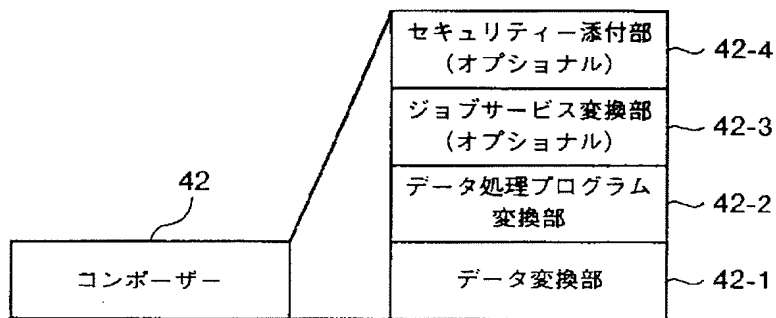 セキュリティー添付部
(オプショナル)
42-4
ジョブサービス変換部
(オプショナル)
42-3
データ処理プログラム
変換部
42-2
42
コンポーザー
データ変換部
42-1